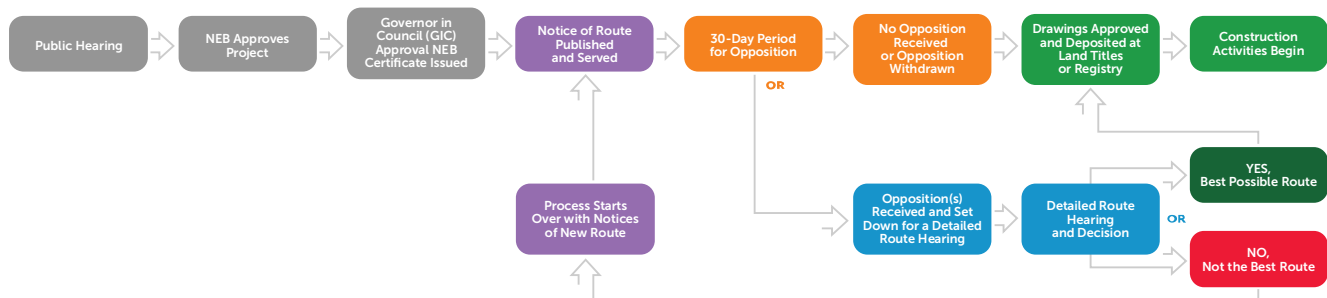 Public Hearing
NEB Approves
Project
Governor in
Council (GIC)
Approval NEB
Certificate Issued
Notice of Route
Published
and Served
30-Day Period
for Opposition
No Opposition
Received
or Opposition
Withdrawn
Drawings Approved
and Deposited at
Land Titles
or Registry
Construction
Activities Begin
OR
Process Starts
Over with Notices
of New Route
Opposition(s)
Received and Set
Down for a Detailed
Route Hearing
Detailed Route
Hearing
and Decision
OR
YES,
Best Possible Route
NO,
Not the Best Route